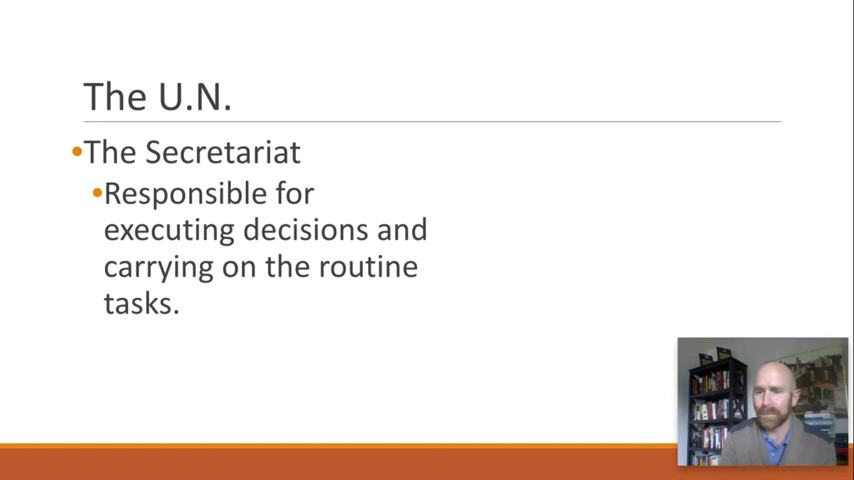 The U.N.
•The Secretariat
•Responsible for
executing decisions and
carrying on the routine
tasks.